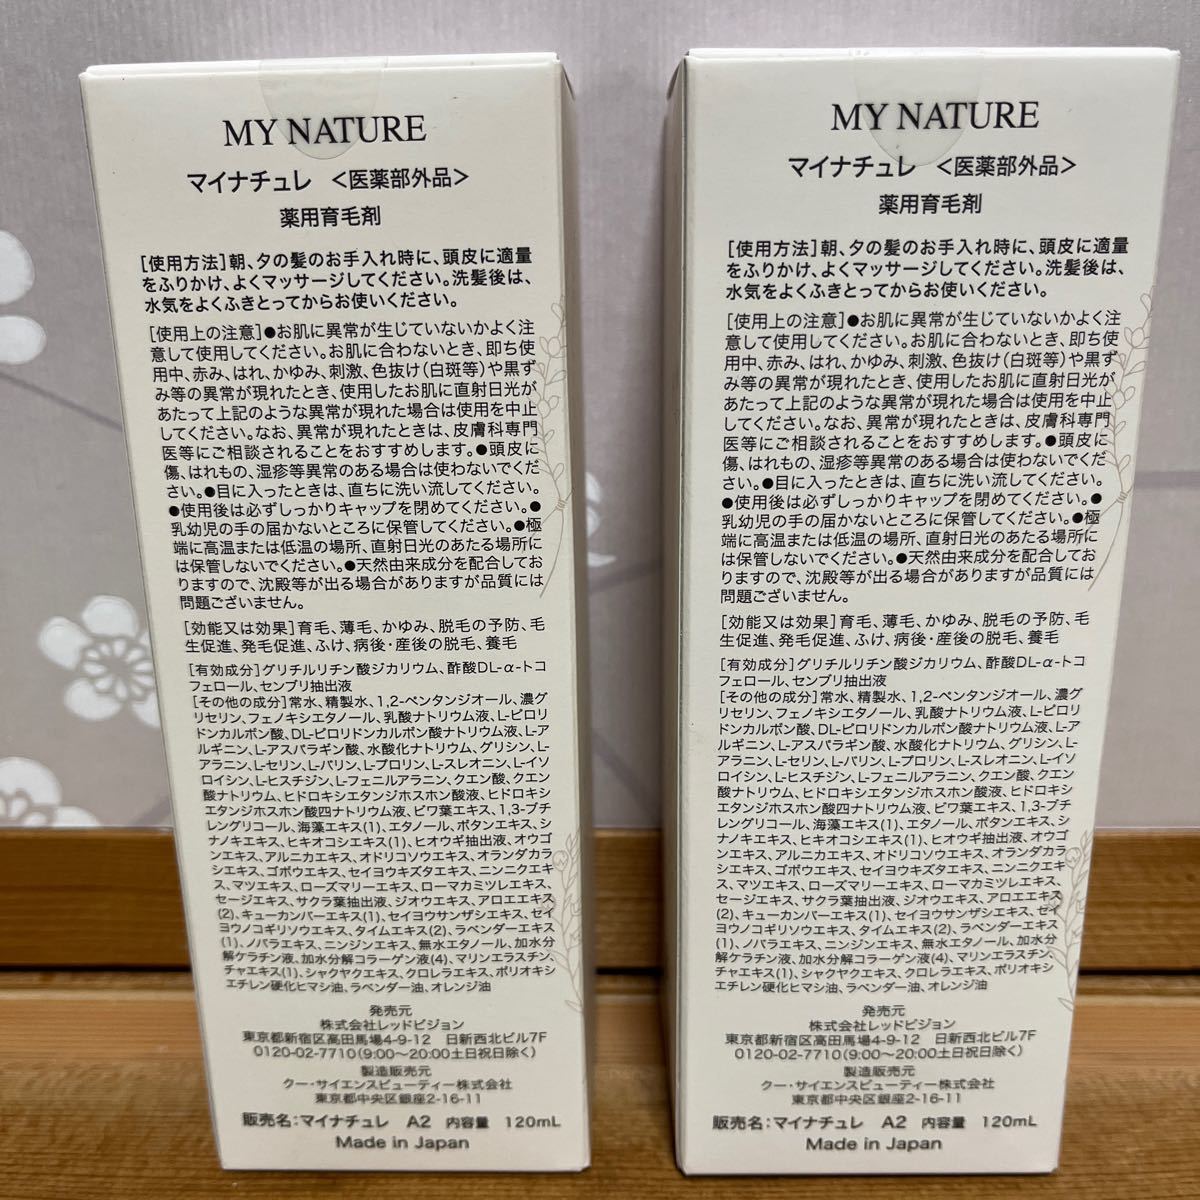 MY NATURE
マイナチュレ <医薬部外品>
薬用育毛剤
[使用方法]朝、夕の髪のお手入れ時に、頭皮に適量
をふりかけ、よくマッサージしてください。洗髪後は、
水気をよくふきとってからお使いください。
[使用上の注意]●お肌に異常が生じていないかよく注
意して使用してください。お肌に合わないとき、即ち使
用中、赤み、はれ、かゆみ、刺激、色抜け(白斑等)や黒ず
み等の異常が現れたとき、使用したお肌に直射日光が
あたって上記のような異常が現れた場合は使用を中止
してください。なお、異常が現れたときは、皮膚科専門
医等にご相談されることをおすすめします。●頭皮に
傷、はれもの、湿疹等異常のある場合は使わないでくだ
さい。●目に入ったときは、直ちに洗い流してください。
●使用後は必ずしっかりキャップを閉めてください。●
乳幼児の手の届かないところに保管してください。●極
端に高温または低温の場所、直射日光のあたる場所に
は保管しないでください。●天然由来成分を配合してお
りますので、沈殿等が出る場合がありますが品質には
問題ございません。
[効能又は効果]育毛、薄毛、かゆみ、脱毛の予防、毛
生促進、発毛促進、ふけ、病後・産後の脱毛、養毛
[有効成分]グリチルリチン酸ジカリウム、酢酸DL-α-トコ
フェロール、センブリ抽出液
[その他の成分]常水、精製水、1,2-ペンタンジオール、濃グ
リセリン、フェノキシエタノール、乳酸ナトリウム液、L-ピロリ
ドンカルボン酸、DL-ピロリドンカルボン酸ナトリウム液、L-ア
ルギニン、L-アスパラギン酸、水酸化ナトリウム、グリシン、L-
アラニン、L-セリン、L-バリン、L-プロリン、L-スレオニン、L-イソ
ロイシン、L-ヒスチジン、L-フェニルアラニン、クエン酸、クエン
酸ナトリウム、ヒドロキシエタンジホスホン酸液、ヒドロキシ
エタンジホスホン酸四ナトリウム液、ビワ葉エキス、1,3-ブチ
レングリコール、海藻エキス(1)、エタノール、ボタンエキス、シ
ナノキエキス、ヒキオコシエキス(1)、ヒオウギ抽出液、オウゴ
ンエキス、アルニカエキス、オドリコソウエキス、オランダカラ
シエキス、ゴボウエキス、セイヨウキズタエキス、ニンニクエキ
ス、マツエキス、ローズマリーエキス、ローマカミツレエキス、
セージエキス、サクラ葉抽出液、ジオウエキス、アロエエキス
(2)、キューカンバーエキス(1)、セイヨウサンザシエキス、セイ
ヨウノコギリソウエキス、タイムエキス(2)、ラベンダーエキス
(1)、ノバラエキス、ニンジンエキス、無水エタノール、加水分
解ケラチン液、加水分解コラーゲン液(4)、マリンエラスチン、
チャエキス(1)、シャクヤクエキス、クロレラエキス、ポリオキシ
エチレン硬化ヒマシ油、ラベンダー油、オレンジ油
発売元
株式会社レッドビジョン
東京都新宿区高田馬場4-9-12 日新西北ビル7F
0120-02-7710(9:00〜20:00土日祝日除く)
製造販売元
クー・サイエンスビューティー株式会社
東京都中央区銀座2-16-11
販売名:マイナチュレ A2 内容量 120mL
Made in Japan
MY NATURE
マイナチュレ <医薬部外品>
薬用育毛剤
[使用方法]朝、夕の髪のお手入れ時に、頭皮に適量
をふりかけ、よくマッサージしてください。洗髪後は、
水気をよくふきとってからお使いください。
[使用上の注意]●お肌に異常が生じていないかよく注
意して使用してください。お肌に合わないとき、即ち使
用中、赤み、はれ、かゆみ、刺激、色抜け(白斑等)や黒ず
み等の異常が現れたとき、使用したお肌に直射日光が
あたって上記のような異常が現れた場合は使用を中止
してください。なお、異常が現れたときは、皮膚科専門
医等にご相談されることをおすすめします。●頭皮に
傷、はれもの、湿疹等異常のある場合は使わないでくだ
さい。●目に入ったときは、直ちに洗い流してください。
●使用後は必ずしっかりキャップを閉めてください。●
乳幼児の手の届かないところに保管してください。●極
端に高温または低温の場所、直射日光のあたる場所に
は保管しないでください。●天然由来成分を配合してお
りますので、沈殿等が出る場合がありますが品質には
問題ございません。
[効能又は効果]育毛、薄毛、かゆみ、脱毛の予防、毛
生促進、発毛促進、ふけ、病後・産後の脱毛、養毛
[有効成分]グリチルリチン酸ジカリウム、酢酸DL-α-トコ
フェロール、センブリ抽出液
[その他の成分]常水、精製水、1,2-ペンタンジオール、濃グ
リセリン、フェノキシエタノール、乳酸ナトリウム液、L-ピロリ
ドンカルボン酸、DL-ピロリドンカルボン酸ナトリウム液、L-ア
ルギニン、L-アスパラギン酸、水酸化ナトリウム、グリシン、L-
アラニン、L-セリン、L-バリン、L-プロリン、L-スレオニン、L-イソ
ロイシン、L-ヒスチジン、L-フェニルアラニン、クエン酸、クエン
酸ナトリウム、ヒドロキシエタンジホスホン酸液、ヒドロキシ
エタンジホスホン酸四ナトリウム液、ビワ葉エキス、1,3-ブチ
レングリコール、海藻エキス(1)、エタノール、ボタンエキス、シ
ナノキエキス、ヒキオコシエキス(1)、ヒオウギ抽出液、オウゴ
ンエキス、アルニカエキス、オドリコソウエキス、オランダカラ
シエキス、ゴボウエキス、セイヨウキズタエキス、ニンニクエキ
ス、マツエキス、ローズマリーエキス、ローマカミツレエキス、
セージエキス、サクラ葉抽出液、ジオウエキス、アロエエキス
(2)、キューカンバーエキス(1)、セイヨウサンザシエキス、セイ
ヨウノコギリソウエキス、タイムエキス(2)、ラベンダーエキス
(1)、ノバラエキス、ニンジンエキス、無水エタノール、加水分
解ケラチン液、加水分解コラーゲン液(4)、マリンエラスチン、
チャエキス(1)、シャクヤクエキス、クロレラエキス、ポリオキシ
エチレン硬化ヒマシ油、ラベンダー油、オレンジ油
発売元
株式会社レッドビジョン
東京都新宿区高田馬場4-9-12 日新西北ビル7F
0120-02-7710(9:00〜20:00土日祝日除く)
製造販売元
クー・サイエンスビューティー株式会社
東京都中央区銀座2-16-11
販売名:マイナチュレ A2 内容量 120mL
Made in Japan